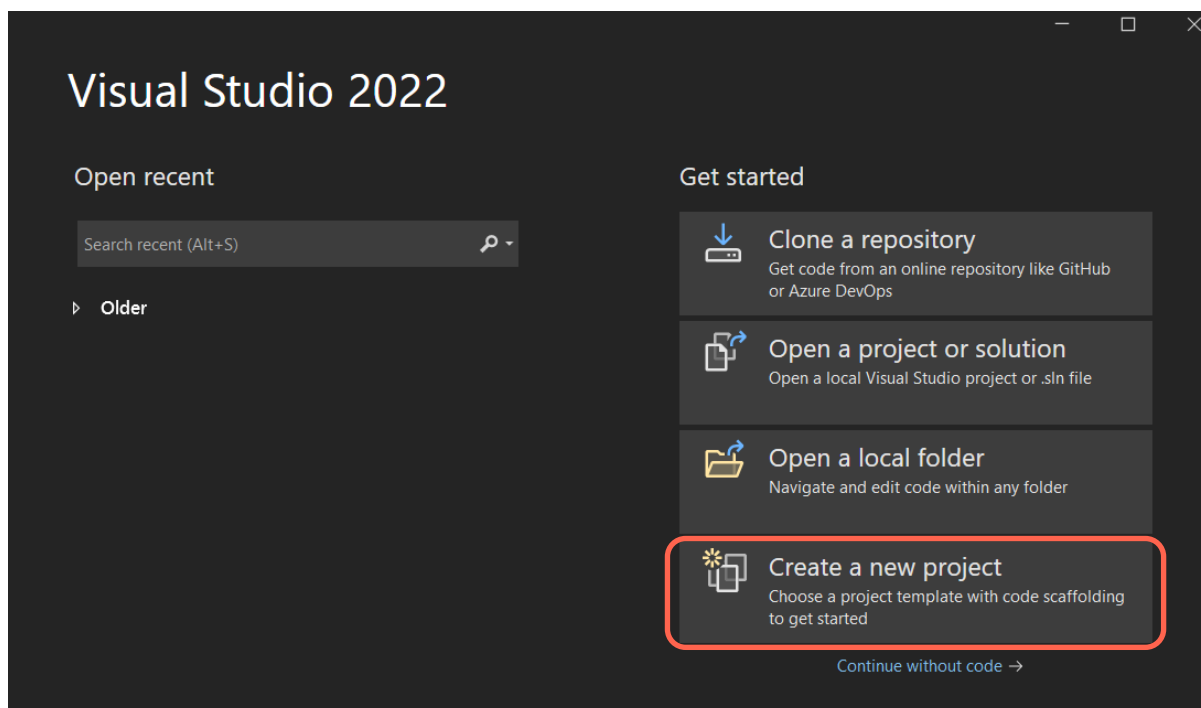 Visual Studio 2022
Open recent
Search recent (Alt+S)
Older
Get started
Clone a repository
Get code from an online repository like GitHub
or Azure DevOps
Open a project or solution
Open a local Visual Studio project or .sln file
Open a local folder
Navigate and edit code within any folder
Create a new project
Choose a project template with code scaffolding
to get started
Continue without code →